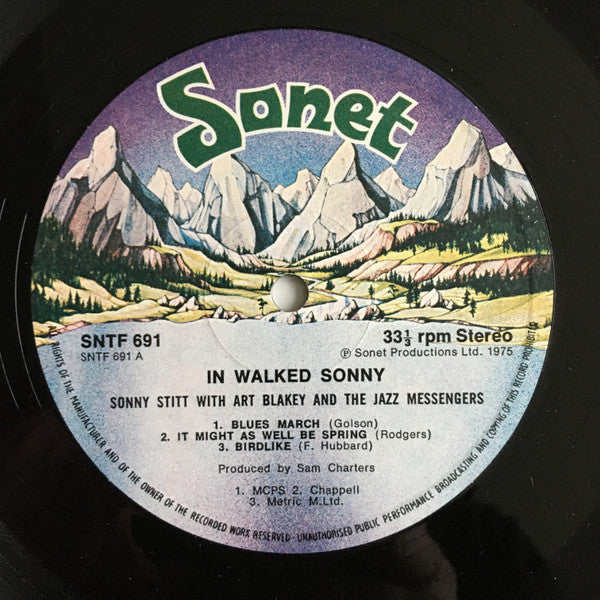 Sonet
SNTF 691
SNTF 691 A
33⅓ rpm Stereo
℗ Sonet Productions Ltd. 1975
IN WALKED SONNY
SONNY STITT WITH ART BLAKEY AND THE JAZZ MESSENGERS
1. BLUES MARCH (Golson)
2. IT MIGHT AS WELL BE SPRING (Rodgers)
3. BIRDLIKE (F. Hubbard)
Produced by Sam Charters
1. MCPS 2. Chappell
3. Metric M.Ltd.
RIGHTS OF THE MANUFACTURER AND OF THE OWNER OF THE RECORDED WORK RESERVED - UNAUTHORISED PUBLIC PERFORMANCE BROADCASTING AND COPYING OF THIS RECORD PROHIBITED